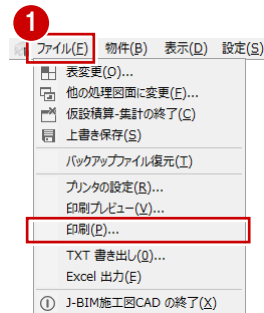 1
ファイル(F) 物件(B) 表示(D) 設定(S)
表変更(O)...
他の処理図面に変更(E)...
仮設積算-集計の終了(C)
上書き保存(S)
バックアップファイル復元(I)
プリンタの設定(R)...
印刷プレビュー(V)...
印刷(P)...
TXT 書き出し(0)...
Excel 出力(E)
J-BIM施工図CAD の終了(X)